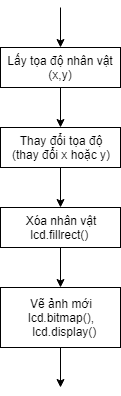 Lấy tọa độ nhân vật
(x,y)
Thay đổi tọa độ
(thay đổi x hoặc y)
Xóa nhân vật
lcd.fillrect()
Vẽ ảnh mới
lcd.bitmap(),
lcd.display()